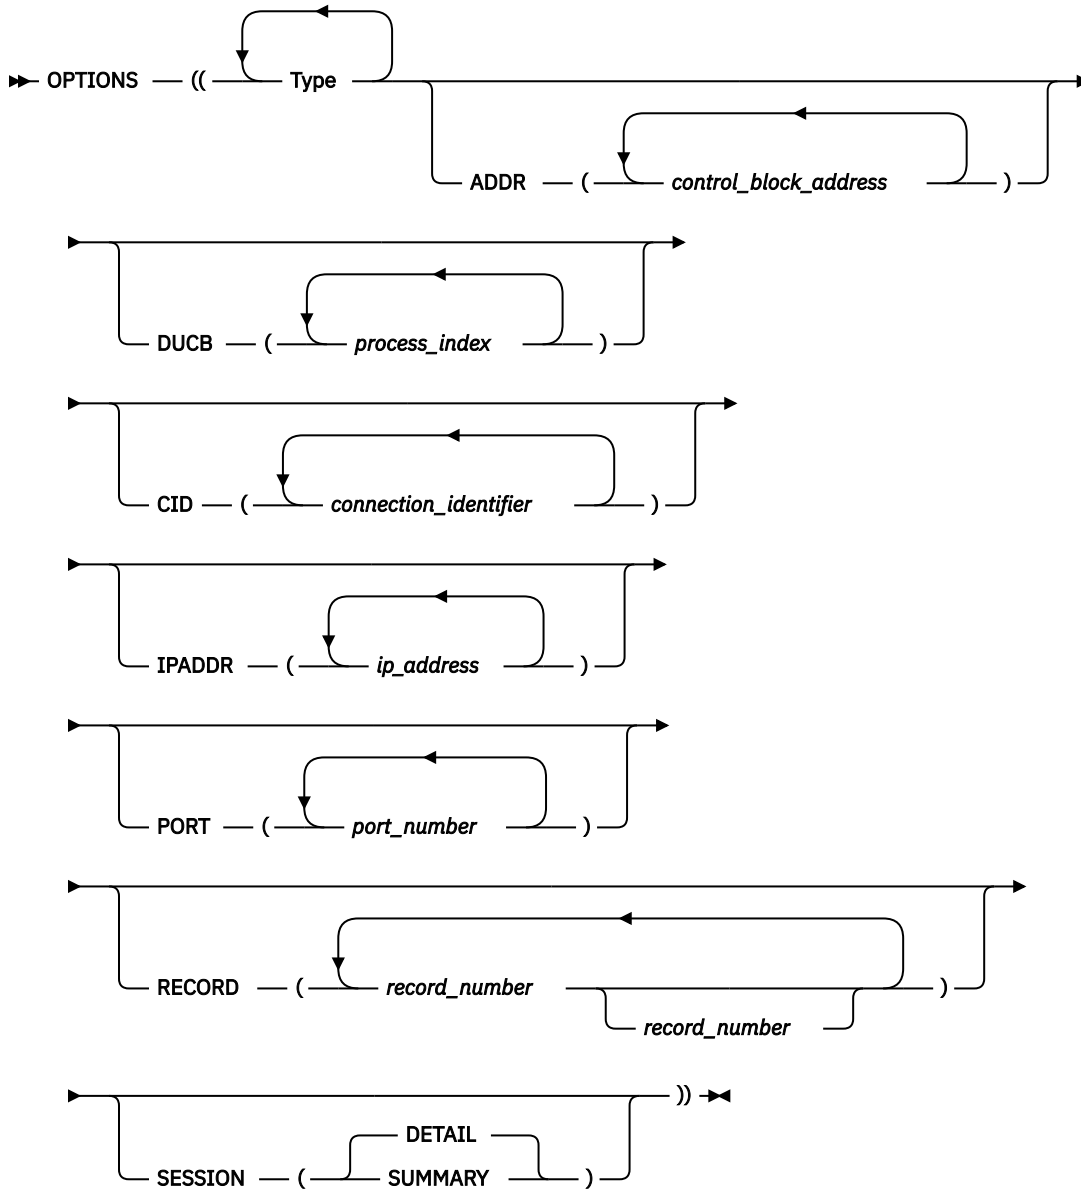 OPTIONS (( Type
ADDR ( control_block_address )
DUCB ( process_index )
CID ( connection_identifier )
IPADDR ( ip_address )
PORT ( port_number )
RECORD ( record_number )
record_number
))
DETAIL
SESSION ( SUMMARY )